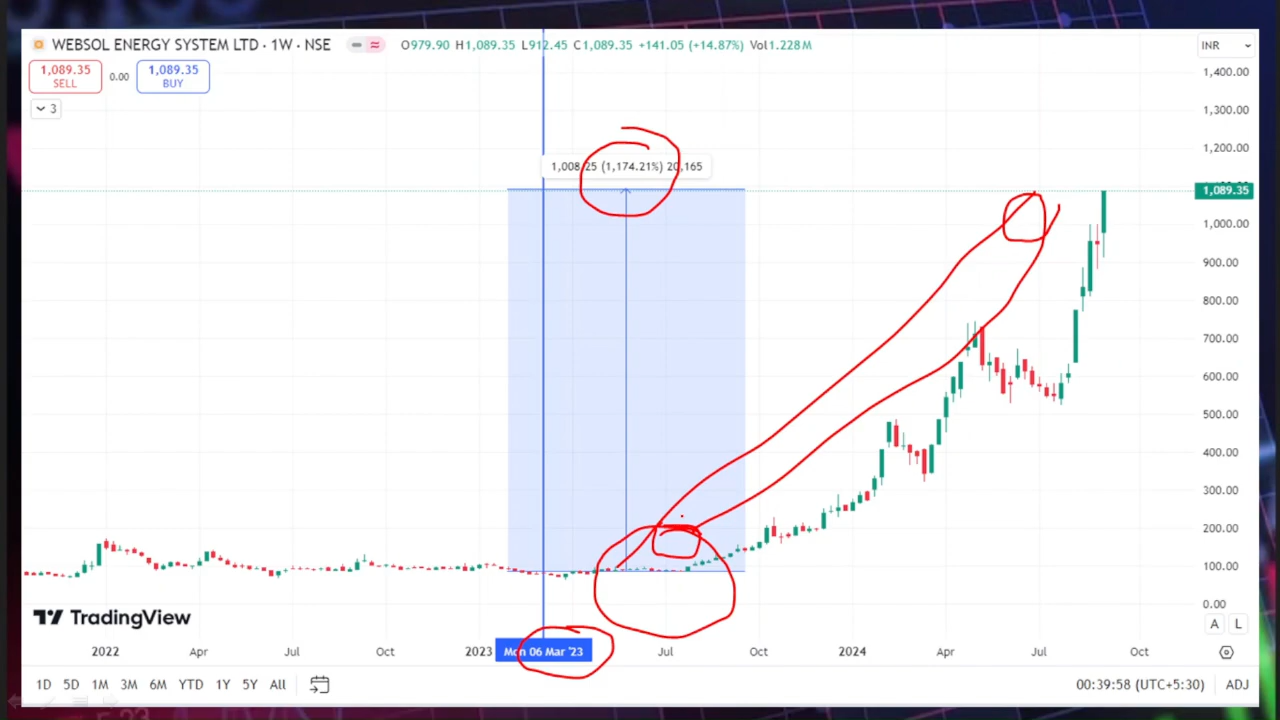 WEBSOL ENERGY SYSTEM LTD · 1W · NSE
O979.90 H1,089.35 L912.45 C1,089.35 +141.05 (+14.87%) Vol1.228M
INR
1,089.35
SELL
0.00
1,089.35
BUY
3
1,400.00
1,300.00
1,200.00
1,008.25 (1,174.21%) 20,165
1,089.35
1,000.00
900.00
800.00
700.00
600.00
500.00
400.00
300.00
200.00
100.00
0.00
TradingView
A L
2022 Apr Jul Oct 2023 Mon 06 Mar '23 Jul Oct 2024 Apr Jul Oct
1D 5D 1M 3M 6M YTD 1Y 5Y All
00:39:58 (UTC+5:30) ADJ